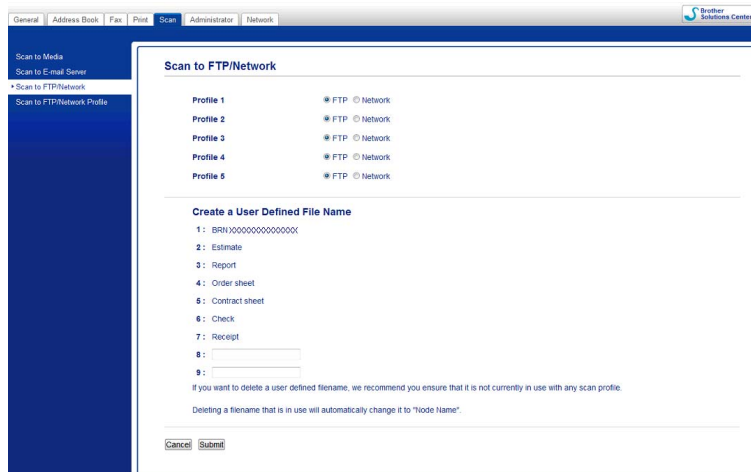 General Address Book Fax Print Scan Administrator Network
Brother
Solutions Center
Scan to Media
Scan to E-mail Server
Scan to FTP/Network
Scan to FTP/Network Profile
Scan to FTP/Network
Profile 1 FTP Network
Profile 2 FTP Network
Profile 3 FTP Network
Profile 4 FTP Network
Profile 5 FTP Network
Create a User Defined File Name
1 : BRNXXXXXXXXXXXXXX
2 : Estimate
3 : Report
4 : Order sheet
5 : Contract sheet
6 : Check
7 : Receipt
8 :
9 :
If you want to delete a user defined filename, we recommend you ensure that it is not currently in use with any scan profile.
Deleting a filename that is in use will automatically change it to "Node Name".
Cancel Submit